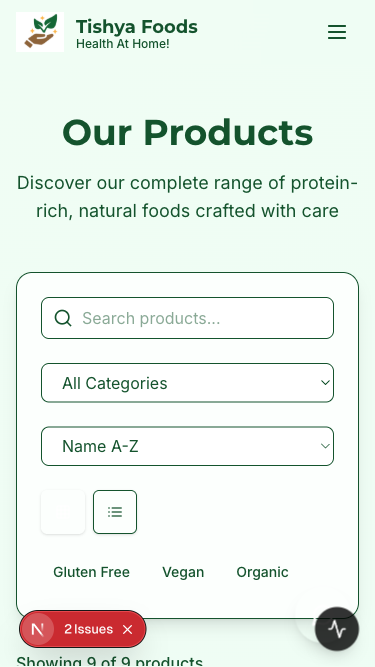 Tishya Foods
Health At Home!
Our Products
Discover our complete range of protein-
rich, natural foods crafted with care
Search products...
All Categories
Name A-Z
Gluten Free
Vegan
Organic
N
2 Issues
Showing 9 of 9 products